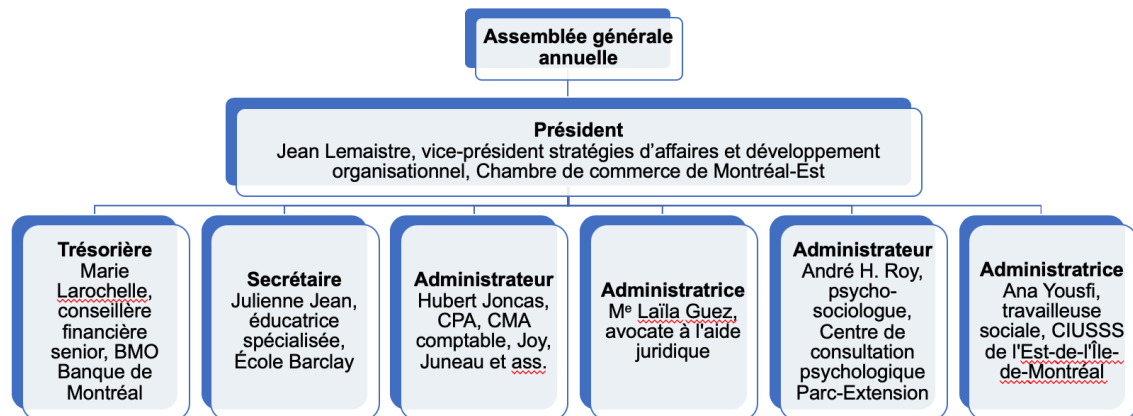 Assemblée générale
annuelle
Président
Jean Lemaistre, vice-président stratégies d’affaires et développement
organisationnel, Chambre de commerce de Montréal-Est
Trésorière
Marie
Larochelle,
conseillère
financière
senior, BMO
Banque de
Montréal
Secrétaire
Julienne Jean,
éducatrice
spécialisée,
École Barclay
Administrateur
Hubert Joncas,
CPA, CMA
comptable, Joy,
Juneau et ass.
Administratrice
Mᵉ Laïla Guez,
avocate à l'aide
juridique
Administrateur
André H. Roy,
psycho-
sociologue,
Centre de
consultation
psychologique
Parc-Extension
Administratrice
Ana Yousfi,
travailleuse
sociale, CIUSSS
de l'Est-de-l'Île-
de-Montréal